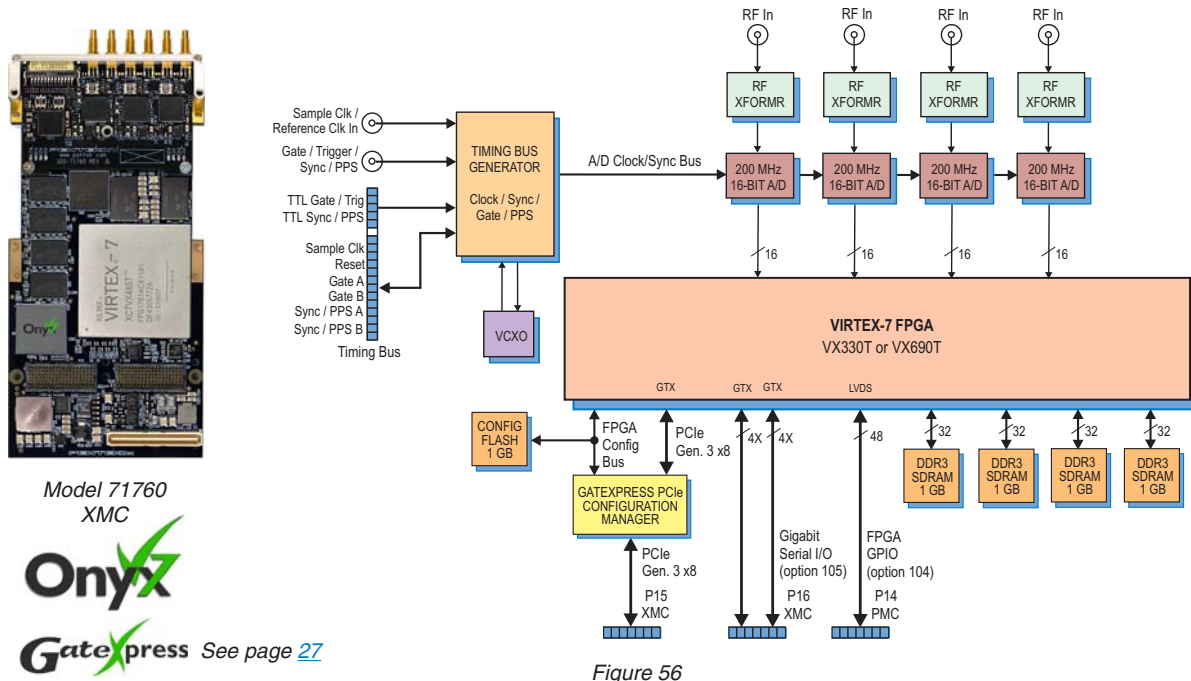 RF In
RF In
RF In
RF In
RF
XFORMR
RF
XFORMR
RF
XFORMR
RF
XFORMR
Sample Clk /
Reference Clk In
Gate / Trigger /
Sync / PPS
TTL Gate / Trig
TTL Sync / PPS
Sample Clk
Reset
Gate A
Gate B
Sync / PPS A
Sync / PPS B
Timing Bus
TIMING BUS
GENERATOR
Clock / Sync /
Gate / PPS
VCXO
A/D Clock/Sync Bus
200 MHz
16-BIT A/D
200 MHz
16-BIT A/D
200 MHz
16-BIT A/D
200 MHz
16-BIT A/D
16
16
16
16
VIRTEX-7 FPGA
VX330T or VX690T
GTX
GTX
GTX
LVDS
CONFIG
FLASH
1 GB
FPGA
Config
Bus
PCIe
Gen. 3 x8
4X
4X
48
32
32
32
32
DDR3
SDRAM
1 GB
DDR3
SDRAM
1 GB
DDR3
SDRAM
1 GB
DDR3
SDRAM
1 GB
GATEXPRESS PCIe
CONFIGURATION
MANAGER
PCIe
Gen. 3 x8
P15
XMC
Gigabit
Serial I/O
(option 105)
P16
XMC
FPGA
GPIO
(option 104)
P14
PMC
XILINX
VIRTEX-7
Onyx
Model 71760
XMC
Onyx7
GateXpress
See page 27
Figure 56